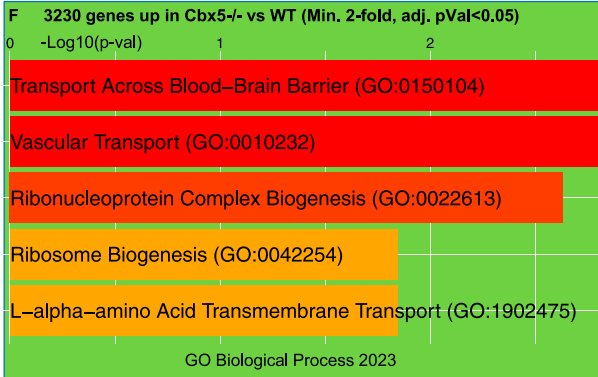 F 3230 genes up in Cbx5-/- vs WT (Min. 2-fold, adj. pVal<0.05)
0 -Log10(p-val) 1 2
Transport Across Blood−Brain Barrier (GO:0150104)
Vascular Transport (GO:0010232)
Ribonucleoprotein Complex Biogenesis (GO:0022613)
Ribosome Biogenesis (GO:0042254)
L−alpha−amino Acid Transmembrane Transport (GO:1902475)
GO Biological Process 2023